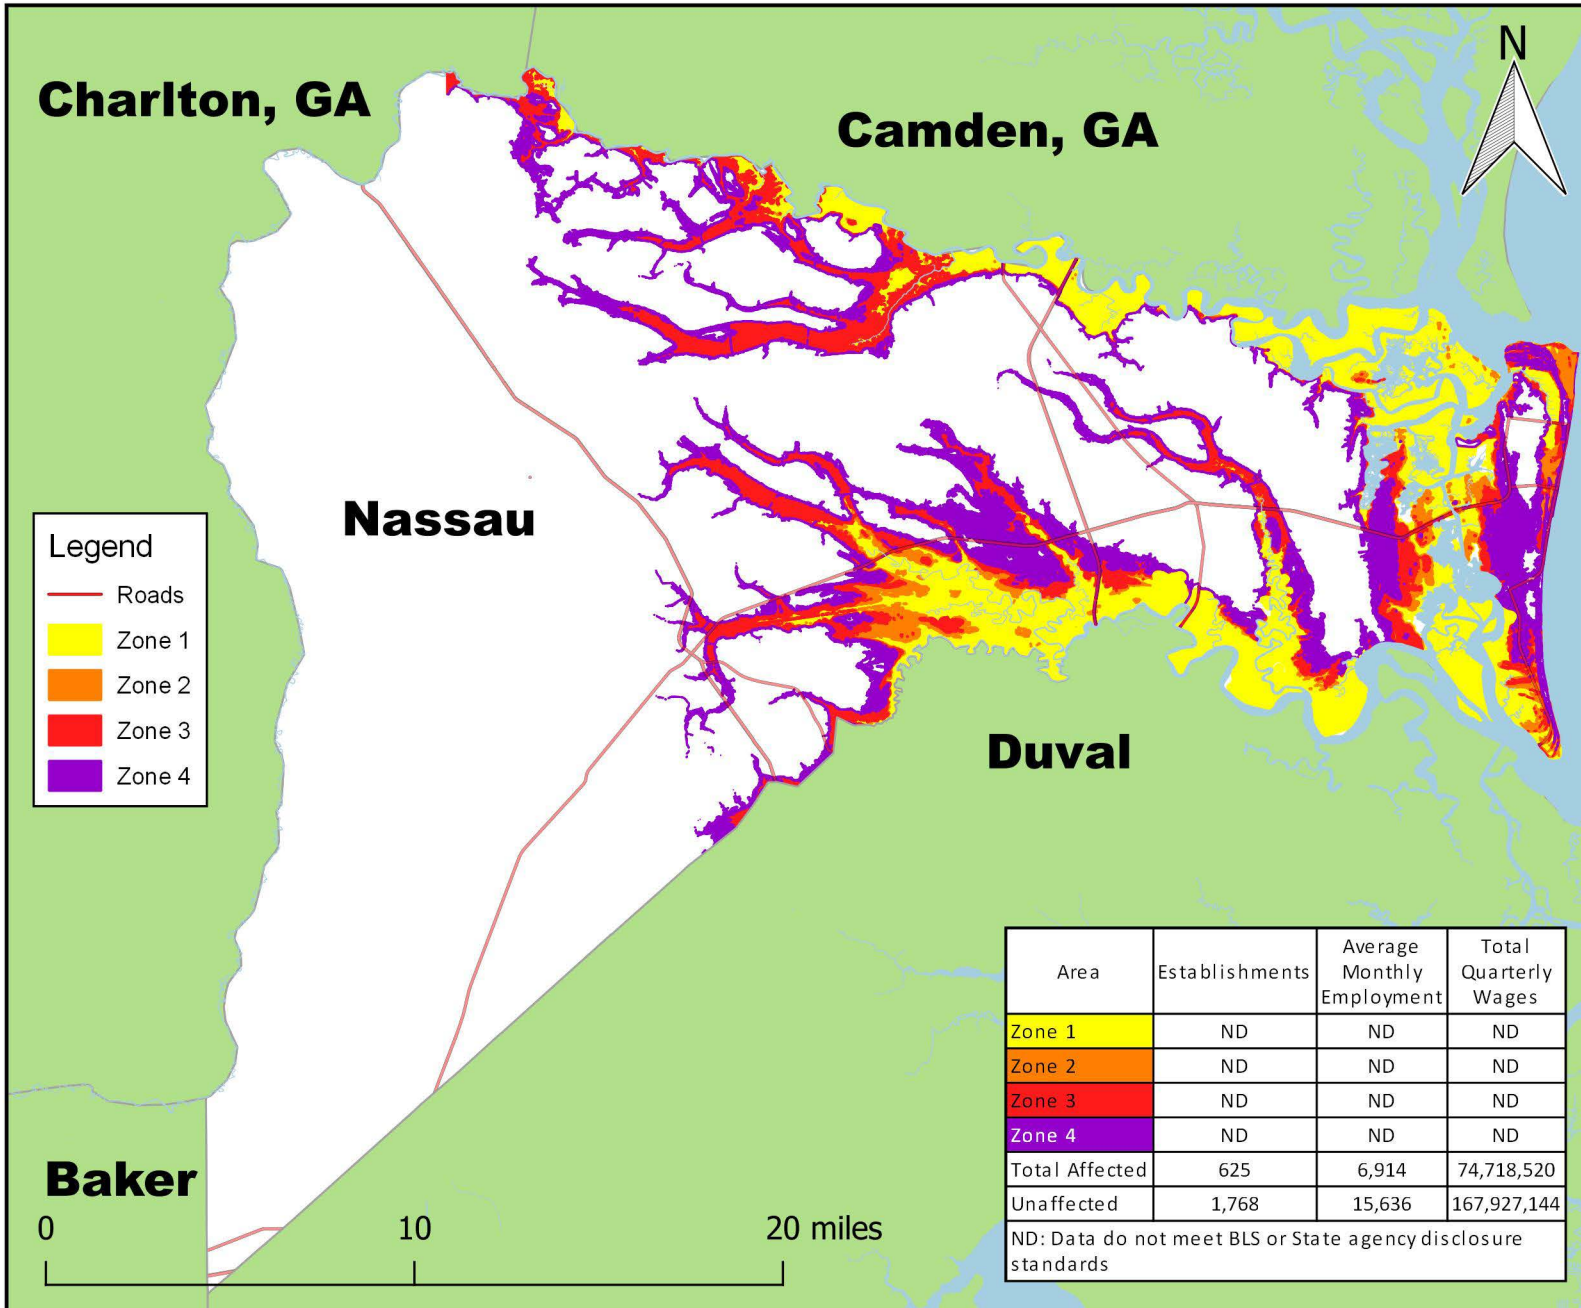 N
Charlton, GA
Camden, GA
Nassau
Legend
Roads
Zone 1
Zone 2
Zone 3
Zone 4
Duval
Baker
0 10 20 miles
Area Establishments Average Monthly Employment Total Quarterly Wages
Zone 1 ND ND ND
Zone 2 ND ND ND
Zone 3 ND ND ND
Zone 4 ND ND ND
Total Affected 625 6,914 74,718,520
Unaffected 1,768 15,636 167,927,144
ND: Data do not meet BLS or State agency disclosure
standards